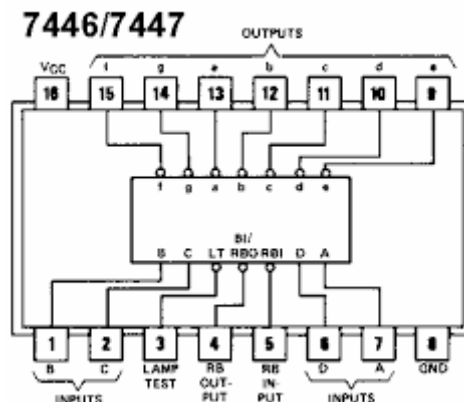 7446/7447
OUTPUTS
VCC f g a b c d e
16 15 14 13 12 11 10 9
f g a b c d e
BI/
B C LT RBO RBI D A
1 2 3 4 5 6 7 8
B C LAMP RB RB D A GND
TEST OUT- IN-
INPUTS PUT PUT INPUTS